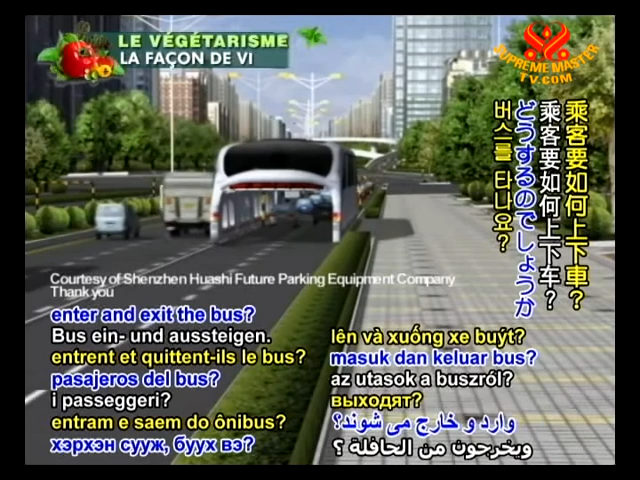 LE VÉGÉTARISME
LA FAÇON DE VI
SUPREME MASTER
TV.COM
乘客要如何上下車?
乘客要如何上下车?
どうするのでしょうか
버스를 타나요?
Courtesy of Shenzhen Huashi Future Parking Equipment Company
Thank you
enter and exit the bus?
Bus ein- und aussteigen.
entrent et quittent-ils le bus?
pasajeros del bus?
i passeggeri?
entram e saem do ônibus?
хэрхэн сууж, буух вэ?
lên và xuống xe buýt?
masuk dan keluar bus?
az utasok a buszról?
выходят?
وارد و خارج می شوند؟
ويخرجون من الحافلة ؟